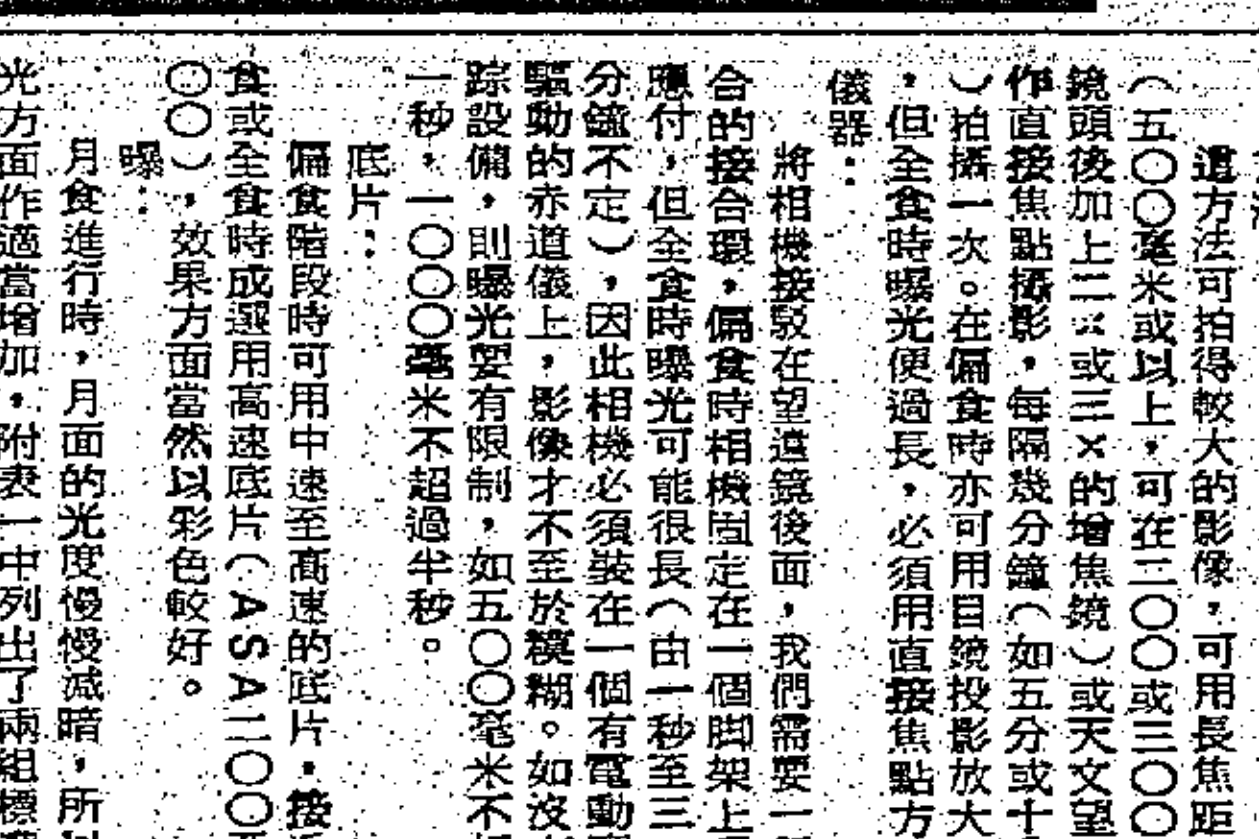 這方法可拍得較大的影像，可用長焦距
（五〇〇毫米或以上，可在二〇〇或三〇〇
鏡頭後加上二×或三×的增焦鏡）或天文望
作直接焦點攝影，每隔幾分鐘（如五分或十
）拍攝一次。在偏食時亦可用目鏡投影放大
，但全食時曝光便過長，必須用直接焦點方
儀器：
將相機接駁在望遠鏡後面，我們需要一
合的接合環，偏食時相機固定在一個脚架上
應付，但全食時曝光可能很長（由一秒至三
分鐘不定），因此相機必須裝在一個有電動
驅動的赤道儀上，影像才不至於糢糊。如沒
踪設備，則曝光要有限制，如五〇〇毫米不
一秒，一〇〇〇毫米不超過半秒。
底片：
偏食階段時可用中速至高速的底片，接
食或全食時成選用高速底片（ASA二〇〇
〇〇），效果方面當然以彩色較好。
曝：
月食進行時，月面的光度慢慢減暗，所
光方面作適當增加，附表一中列出了兩組標